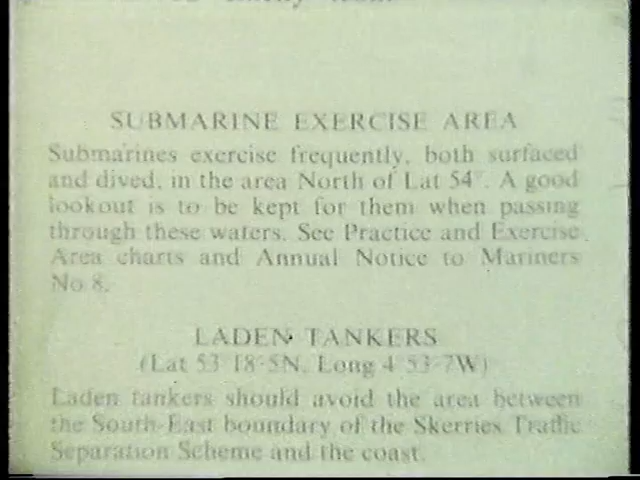 SUBMARINE EXERCISE AREA
Submarines exercise frequently, both surfaced
and dived, in the area North of Lat 54°. A good
lookout is to be kept for them when passing
through these waters. See Practice and Exercise
Area charts and Annual Notice to Mariners
No 8.
LADEN TANKERS
(Lat 53°18·5N, Long 4°53·7W)
Laden tankers should avoid the area between
the South-East boundary of the Skerries Traffic
Separation Scheme and the coast.